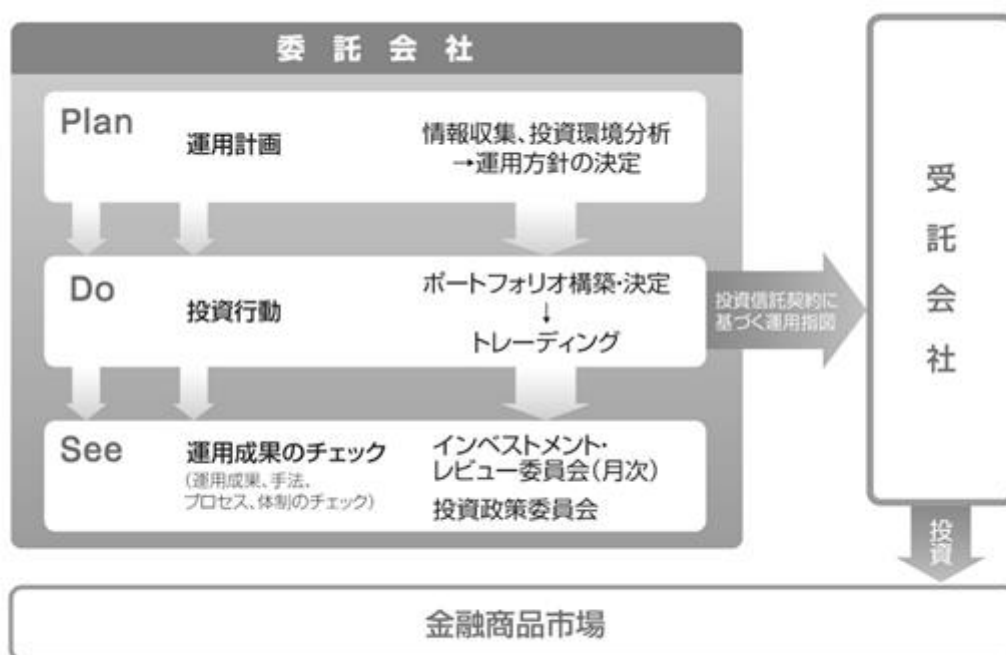 委託会社
Plan
運用計画
情報収集、投資環境分析
→運用方針の決定
Do
投資行動
ポートフォリオ構築・決定
↓
トレーディング
投資信託契約に
基づく運用指図
See
運用成果のチェック
(運用成果、手法、
プロセス、体制のチェック)
インベストメント・
レビュー委員会(月次)
投資政策委員会
受託会社
投資
金融商品市場